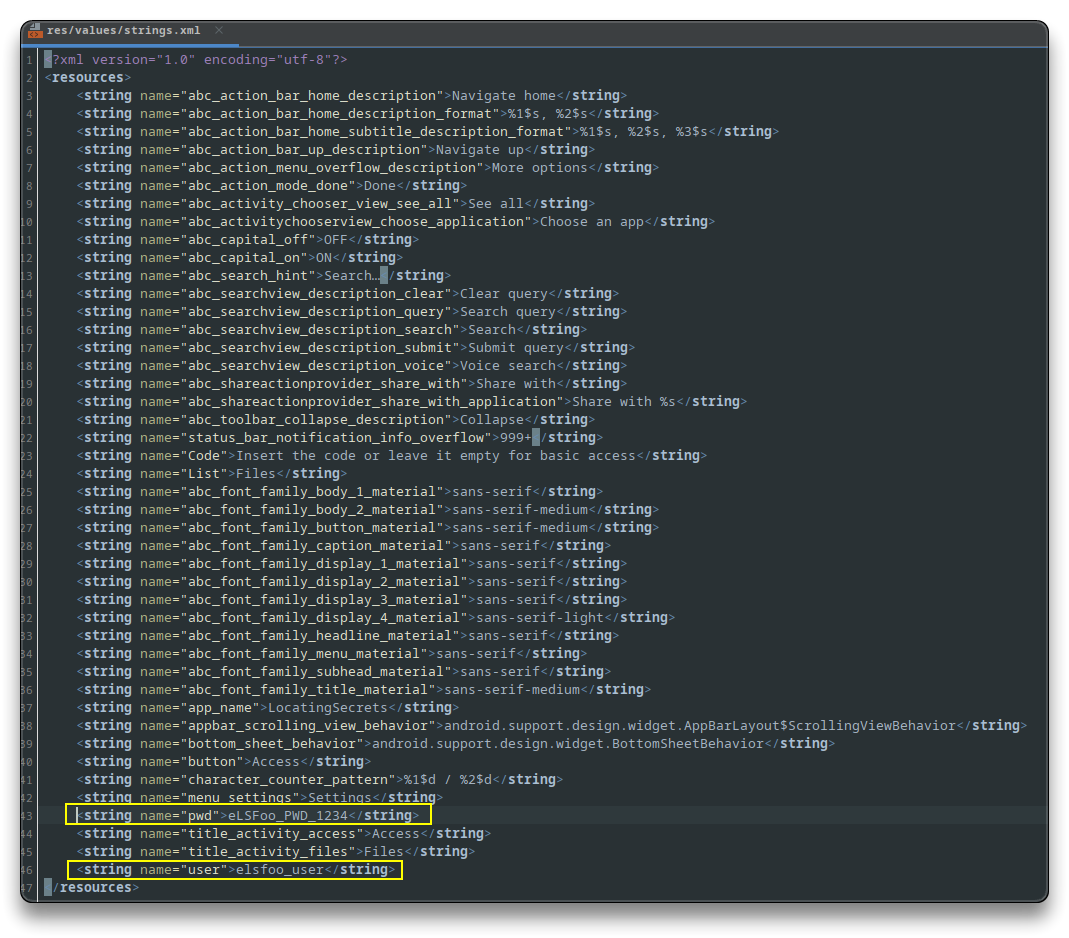 res/values/strings.xml ×
1 <?xml version="1.0" encoding="utf-8"?>
2 <resources>
3 <string name="abc_action_bar_home_description">Navigate home</string>
4 <string name="abc_action_bar_home_description_format">%1$s, %2$s</string>
5 <string name="abc_action_bar_home_subtitle_description_format">%1$s, %2$s, %3$s</string>
6 <string name="abc_action_bar_up_description">Navigate up</string>
7 <string name="abc_action_menu_overflow_description">More options</string>
8 <string name="abc_action_mode_done">Done</string>
9 <string name="abc_activity_chooser_view_see_all">See all</string>
10 <string name="abc_activitychooserview_choose_application">Choose an app</string>
11 <string name="abc_capital_off">OFF</string>
12 <string name="abc_capital_on">ON</string>
13 <string name="abc_search_hint">Search…</string>
14 <string name="abc_searchview_description_clear">Clear query</string>
15 <string name="abc_searchview_description_query">Search query</string>
16 <string name="abc_searchview_description_search">Search</string>
17 <string name="abc_searchview_description_submit">Submit query</string>
18 <string name="abc_searchview_description_voice">Voice search</string>
19 <string name="abc_shareactionprovider_share_with">Share with</string>
20 <string name="abc_shareactionprovider_share_with_application">Share with %s</string>
21 <string name="abc_toolbar_collapse_description">Collapse</string>
22 <string name="status_bar_notification_info_overflow">999+</string>
23 <string name="Code">Insert the code or leave it empty for basic access</string>
24 <string name="List">Files</string>
25 <string name="abc_font_family_body_1_material">sans-serif</string>
26 <string name="abc_font_family_body_2_material">sans-serif-medium</string>
27 <string name="abc_font_family_button_material">sans-serif-medium</string>
28 <string name="abc_font_family_caption_material">sans-serif</string>
29 <string name="abc_font_family_display_1_material">sans-serif</string>
30 <string name="abc_font_family_display_2_material">sans-serif</string>
31 <string name="abc_font_family_display_3_material">sans-serif</string>
32 <string name="abc_font_family_display_4_material">sans-serif-light</string>
33 <string name="abc_font_family_headline_material">sans-serif</string>
34 <string name="abc_font_family_menu_material">sans-serif</string>
35 <string name="abc_font_family_subhead_material">sans-serif</string>
36 <string name="abc_font_family_title_material">sans-serif-medium</string>
37 <string name="app_name">LocatingSecrets</string>
38 <string name="appbar_scrolling_view_behavior">android.support.design.widget.AppBarLayout$ScrollingViewBehavior</string>
39 <string name="bottom_sheet_behavior">android.support.design.widget.BottomSheetBehavior</string>
40 <string name="button">Access</string>
41 <string name="character_counter_pattern">%1$d / %2$d</string>
42 <string name="menu_settings">Settings</string>
43 <string name="pwd">eLSFoo_PWD_1234</string>
44 <string name="title_activity_access">Access</string>
45 <string name="title_activity_files">Files</string>
46 <string name="user">elsfoo_user</string>
47 </resources>